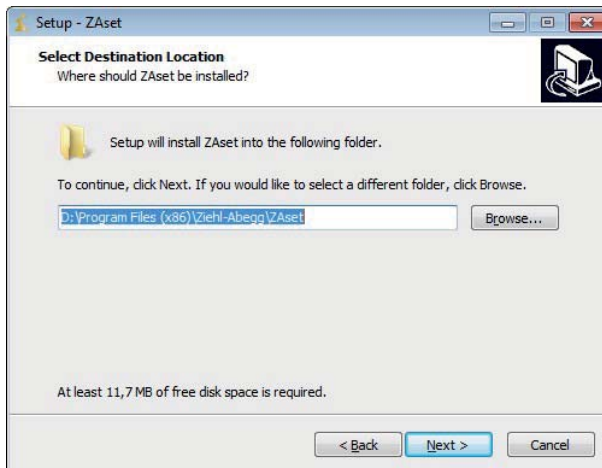 Setup - ZAset
Select Destination Location
Where should ZAset be installed?
Setup will install ZAset into the following folder.
To continue, click Next. If you would like to select a different folder, click Browse.
D:\Program Files (x86)\Ziehl-Abegg\ZAset
Browse...
At least 11,7 MB of free disk space is required.
< Back
Next >
Cancel